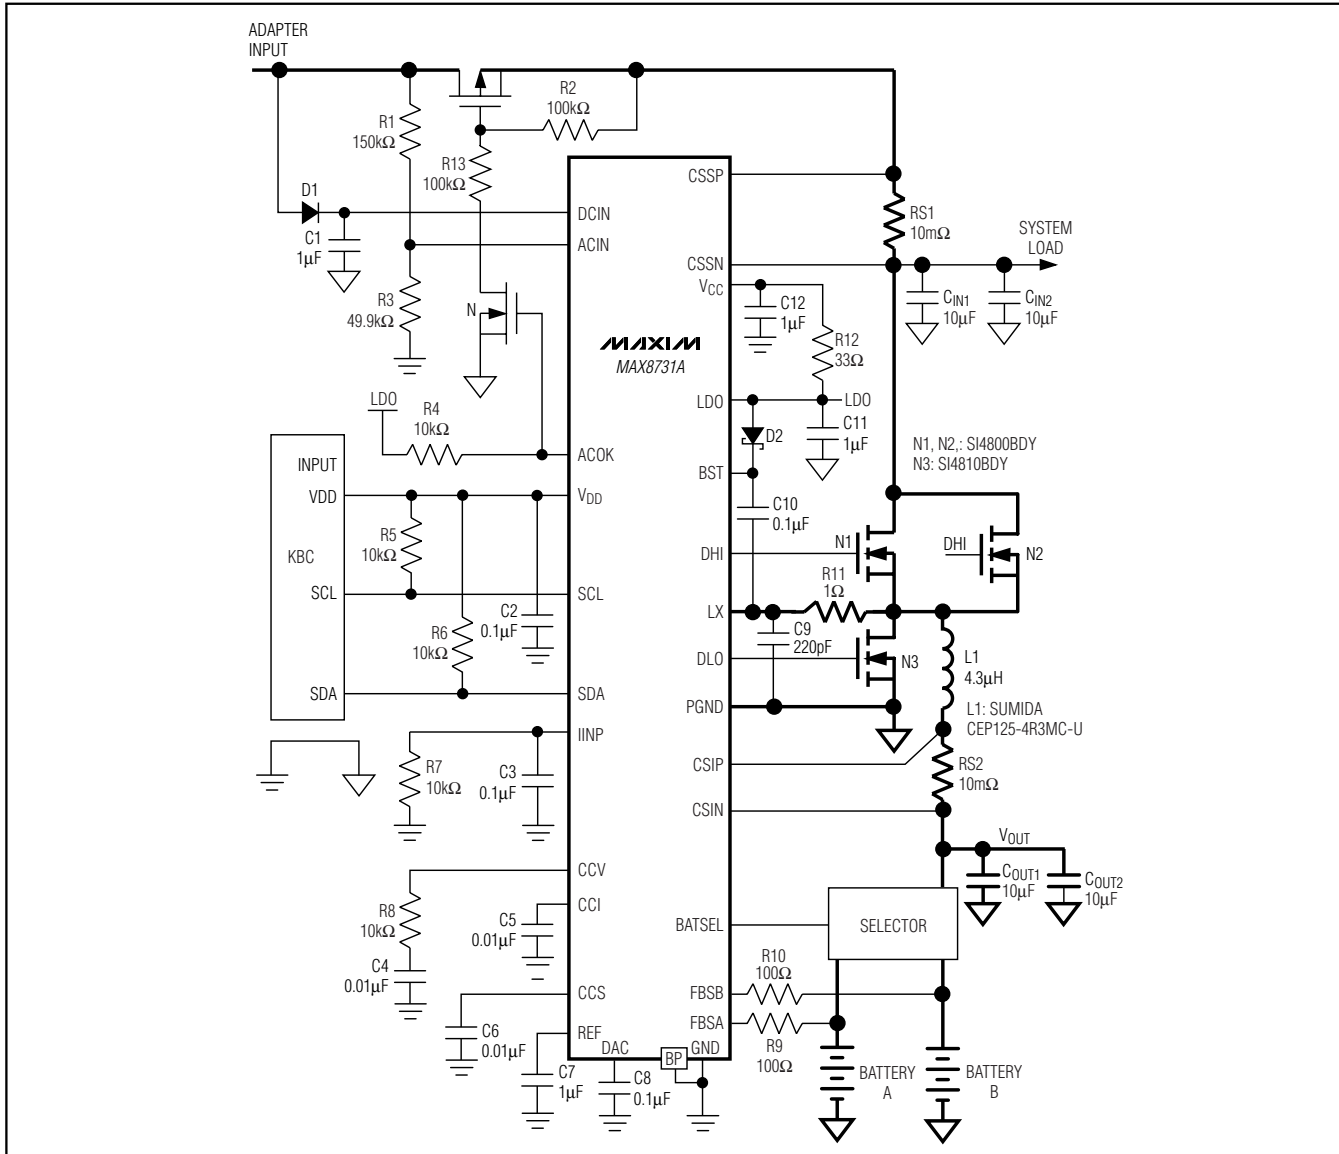 ADAPTER
INPUT
R1
150kΩ
R2
100kΩ
R13
100kΩ
D1
C1
1µF
R3
49.9kΩ
N
DCIN
ACIN
CSSP
CSSN
VCC
RS1
10mΩ
SYSTEM
LOAD
CIN1
10µF
CIN2
10µF
C12
1µF
R12
33Ω
MAXIM
MAX8731A
LDO
LDO
C11
1µF
D2
LDO
R4
10kΩ
ACOK
BST
N1, N2,: SI4800BDY
N3: SI4810BDY
INPUT
VDD
KBC
SCL
SDA
R5
10kΩ
R6
10kΩ
C2
0.1µF
VDD
SCL
SDA
C10
0.1µF
DHI
N1
DHI
N2
R11
1Ω
LX
C9
220pF
DLO
N3
PGND
L1
4.3µH
L1: SUMIDA
CEP125-4R3MC-U
IINP
R7
10kΩ
C3
0.1µF
CSIP
RS2
10mΩ
CSIN
VOUT
COUT1
10µF
COUT2
10µF
CCV
CCI
R8
10kΩ
C5
0.01µF
C4
0.01µF
BATSEL
SELECTOR
CCS
C6
0.01µF
REF
C7
1µF
DAC
C8
0.1µF
BP
GND
R10
100Ω
FBSB
FBSA
R9
100Ω
BATTERY
A
BATTERY
B